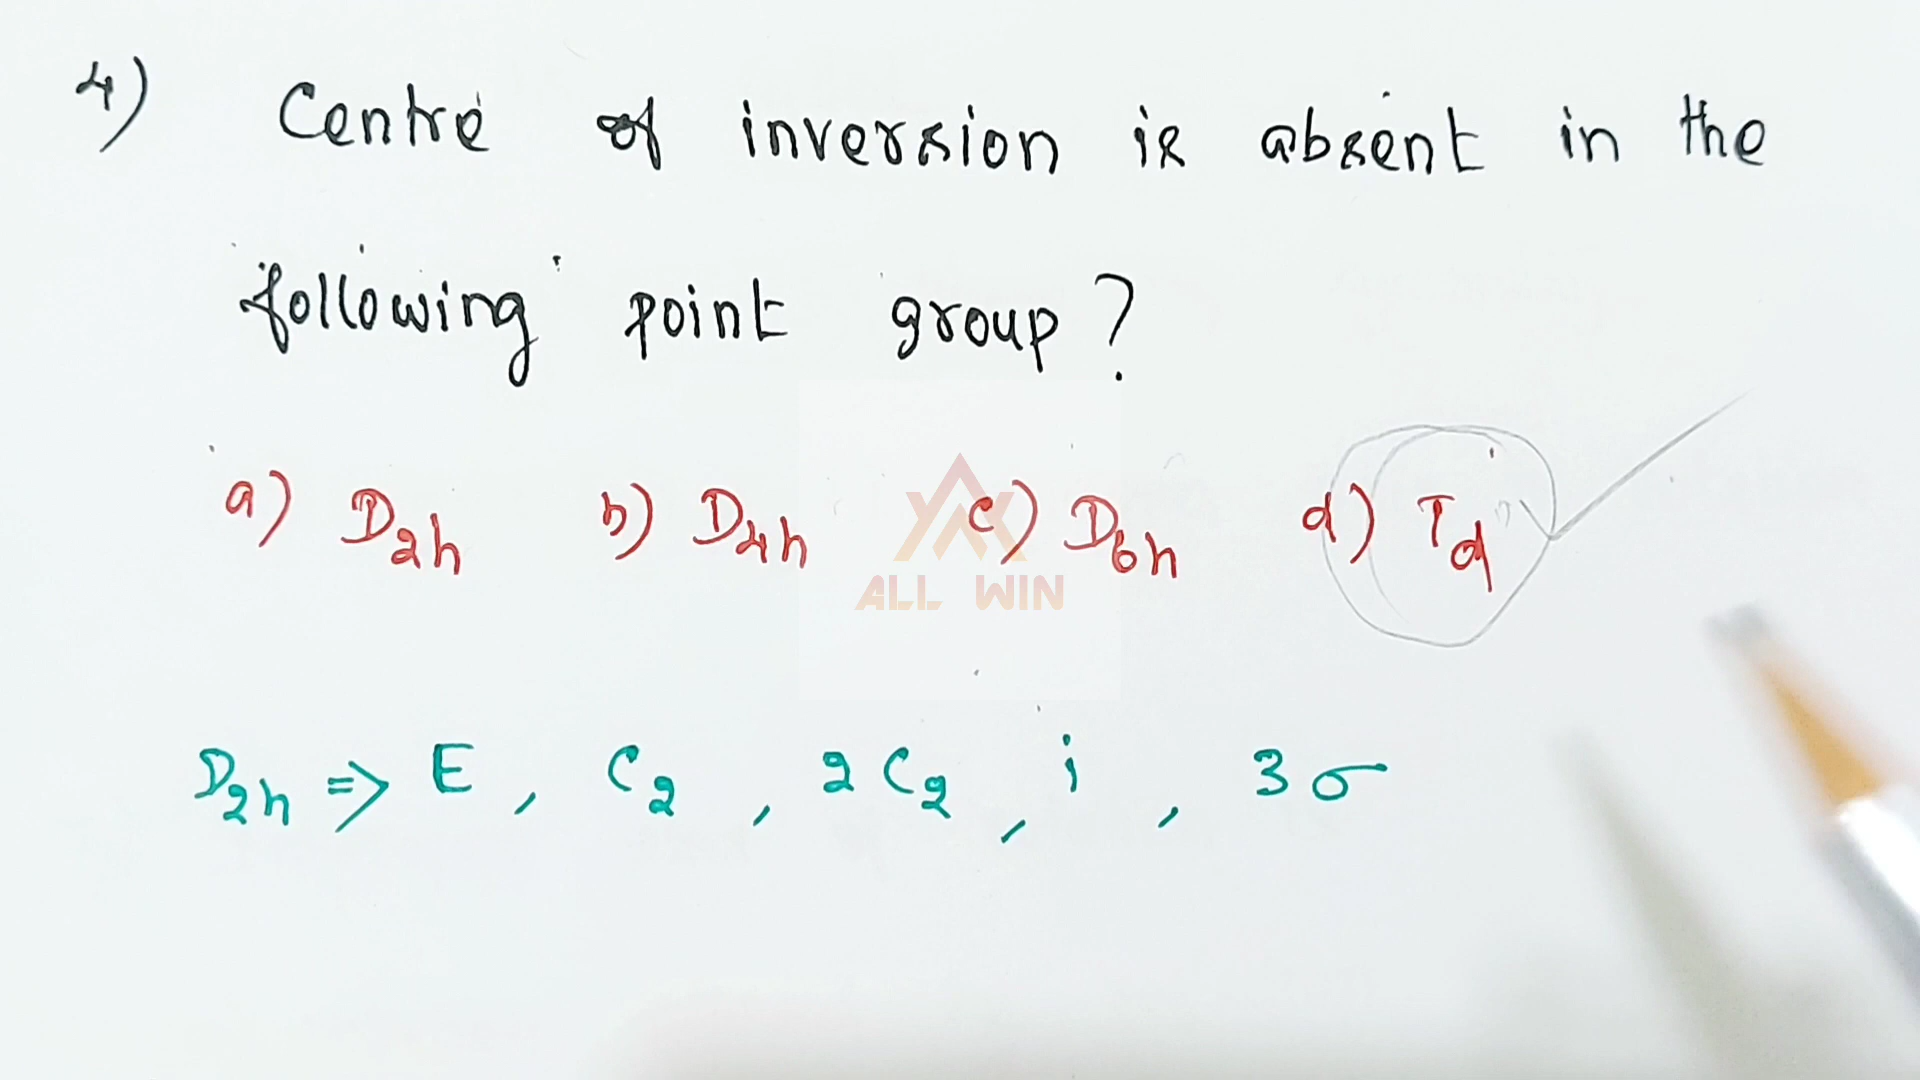 4) Centre of inversion is absent in the
following point group?
a) D2h b) D4h c) D6h d) Td
ALL WIN
D2h => E, C2, 2C2, i, 3σ